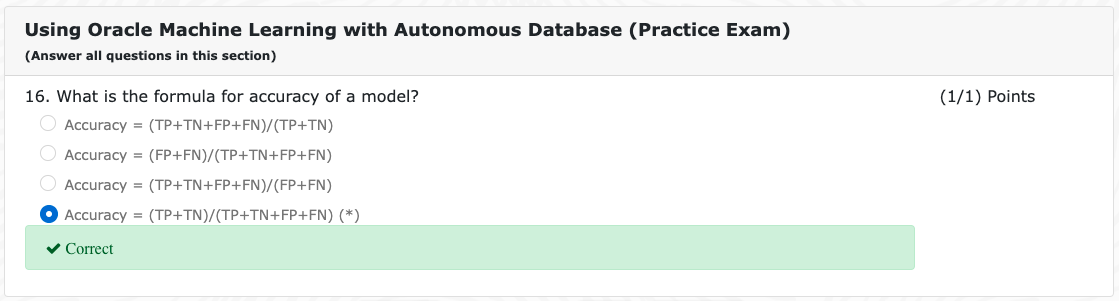 Using Oracle Machine Learning with Autonomous Database (Practice Exam)
(Answer all questions in this section)
16. What is the formula for accuracy of a model? (1/1) Points
Accuracy = (TP+TN+FP+FN)/(TP+TN)
Accuracy = (FP+FN)/(TP+TN+FP+FN)
Accuracy = (TP+TN+FP+FN)/(FP+FN)
Accuracy = (TP+TN)/(TP+TN+FP+FN) (*)
Correct